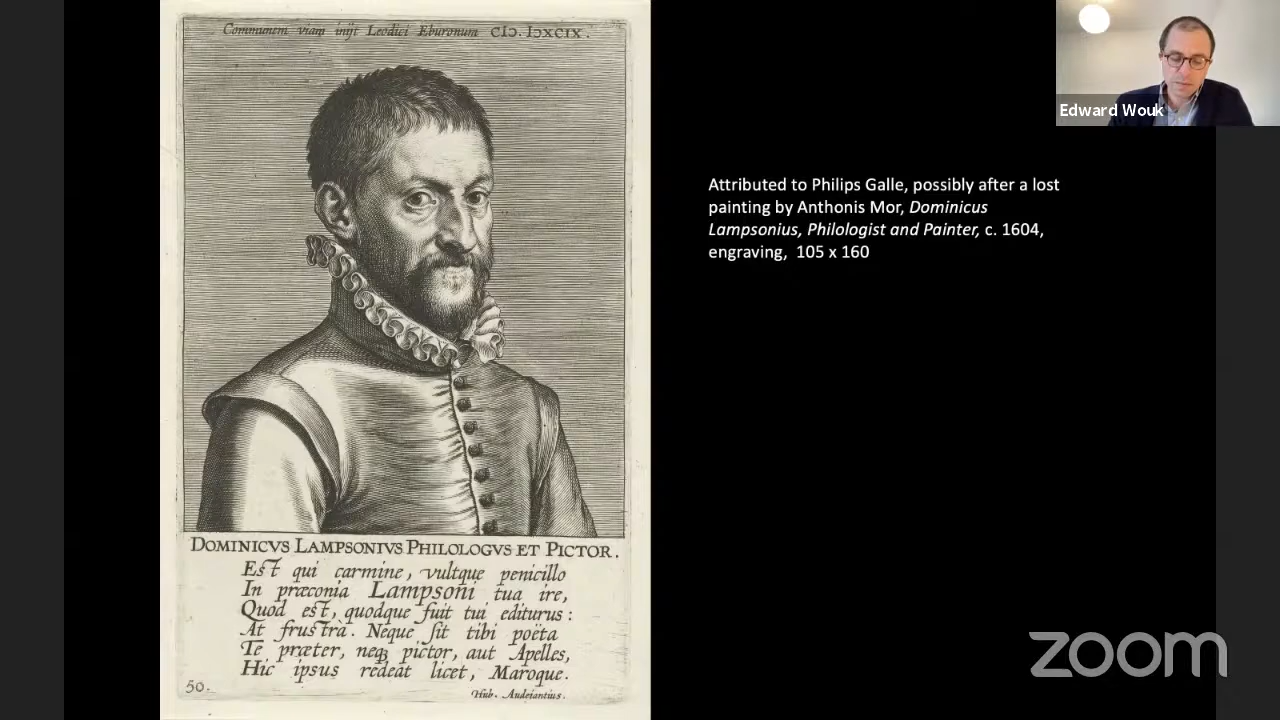 Communem viam inijt Leodici Eburonum CIↃ. IↃXCIX.
DOMINICVS LAMPSONIVS PHILOLOGVS ET PICTOR.
Est qui carmine, vultque penicillo
In præconia Lampsoni tua ire,
Quod est, quodque fuit tui editurus:
At frustrà. Neque sit tibi poëta
Te præter, neq; pictor, aut Apelles,
Hic ipsus redeat licet, Maroque.
50.
Hub. Audeiantius.
Attributed to Philips Galle, possibly after a lost
painting by Anthonis Mor, Dominicus
Lampsonius, Philologist and Painter, c. 1604,
engraving, 105 x 160
Edward Wouk
zoom